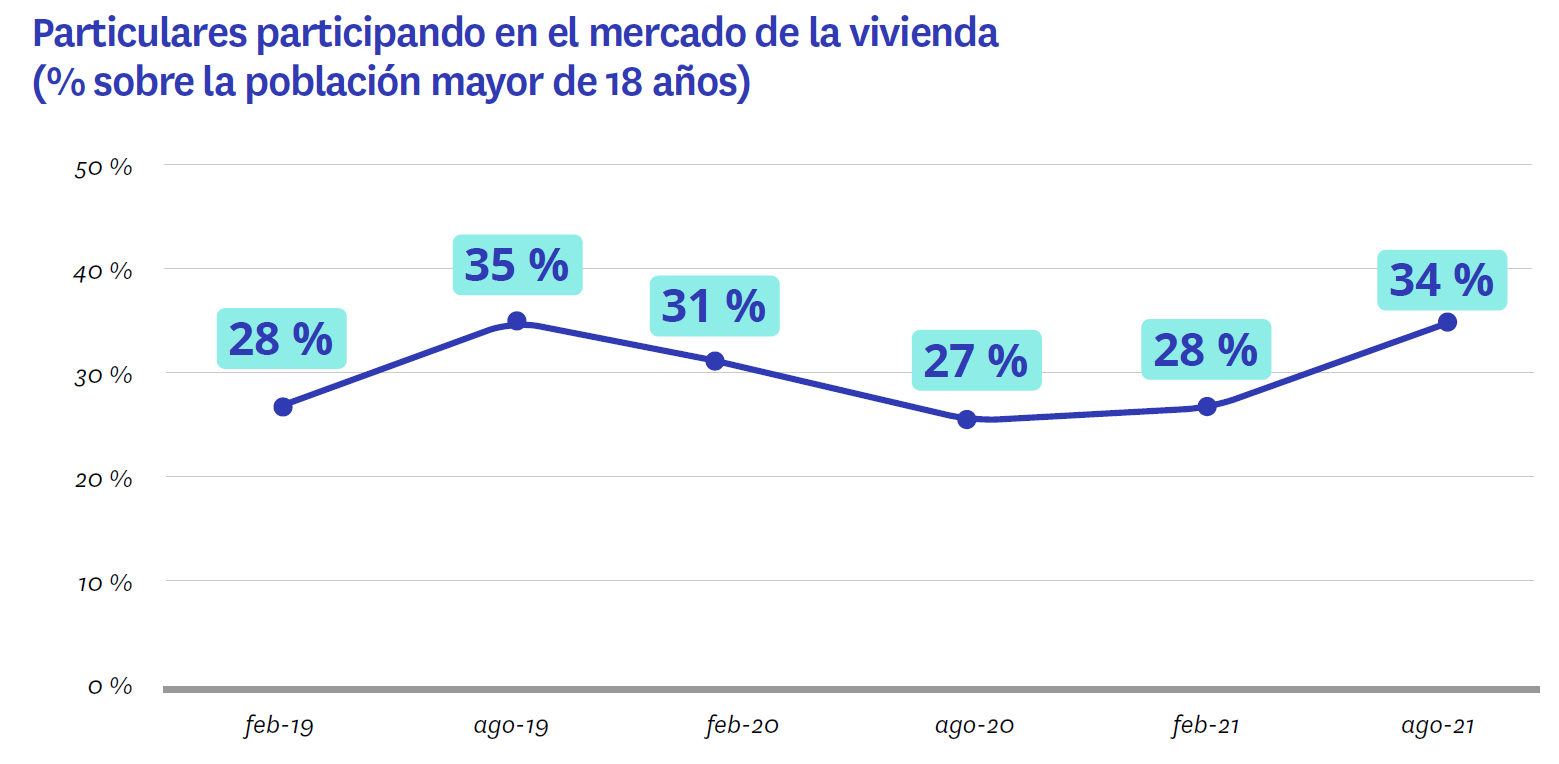 Particulares participando en el mercado de la vivienda
(% sobre la población mayor de 18 años)
50 %
40 %
30 %
20 %
10 %
0 %
28 %
35 %
31 %
27 %
28 %
34 %
feb-19
ago-19
feb-20
ago-20
feb-21
ago-21